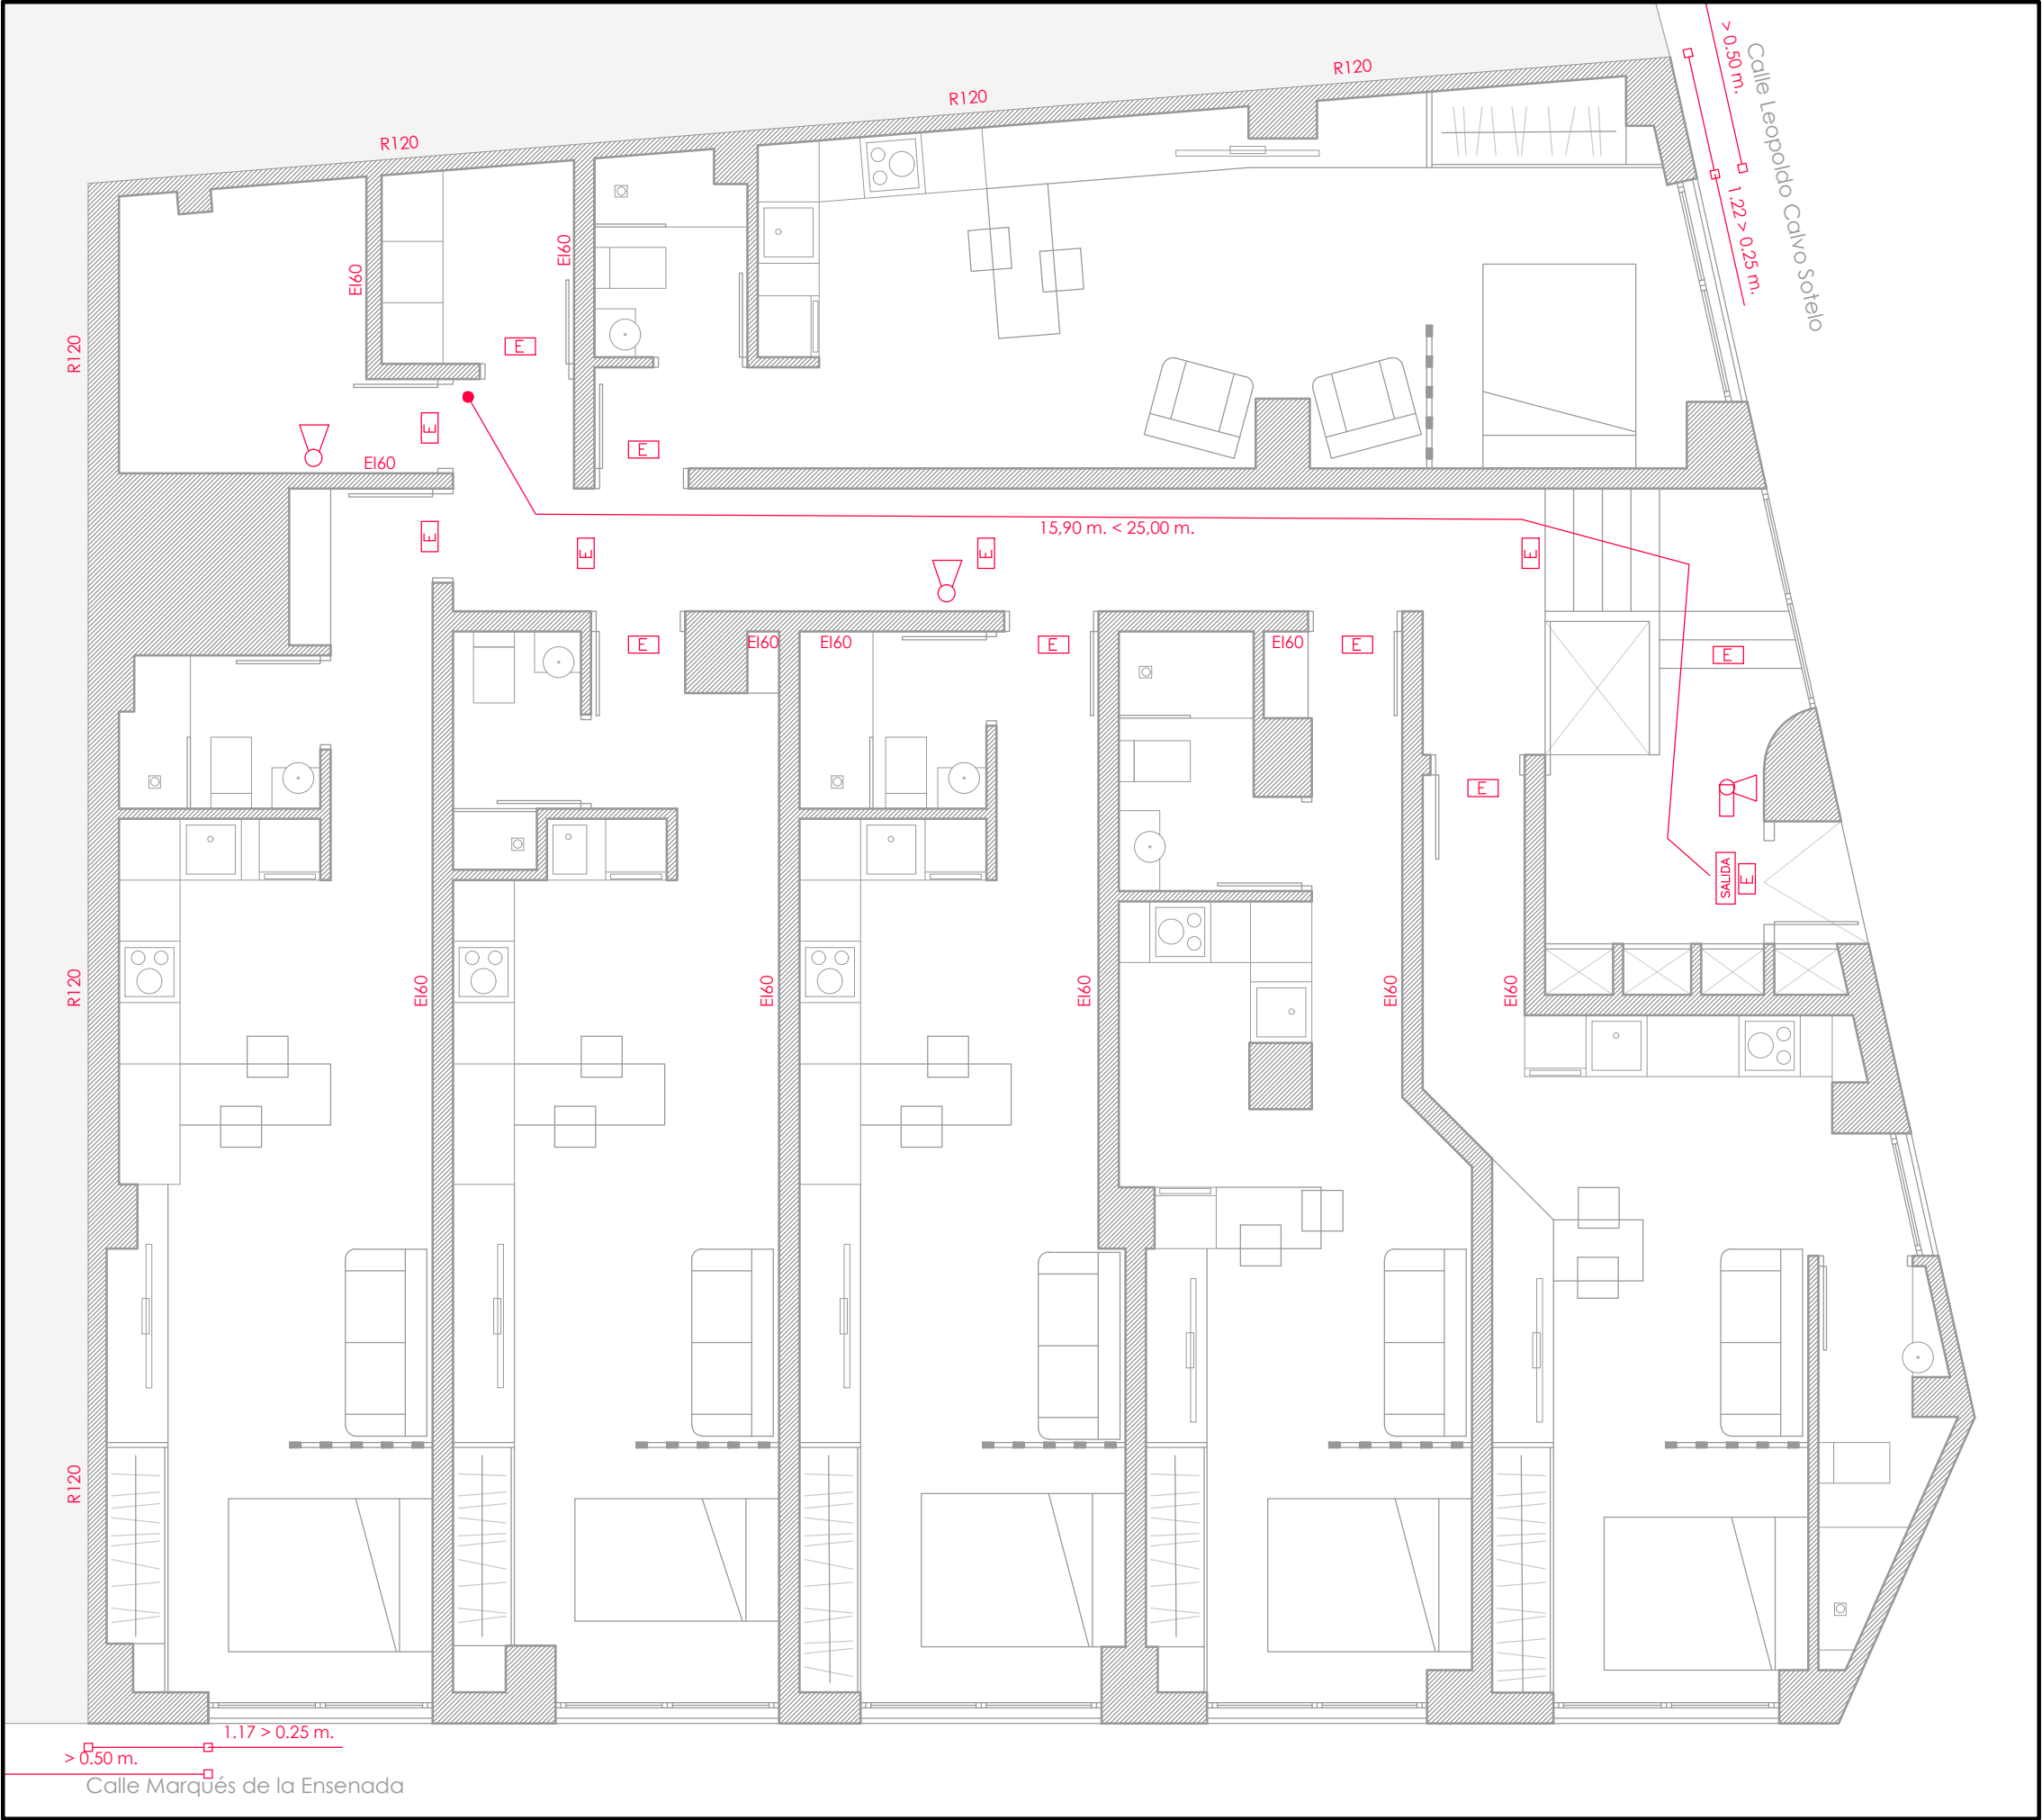 > 0.50 m.
Calle Leopoldo Calvo Sotelo
R120
R120
R120
1.22 > 0.25 m.
EI60
EI60
R120
E
E
E
EI60
15,90 m. < 25,00 m.
E
E
E
E
E
EI60
EI60
E
EI60
E
E
E
E
SALIDA
E
R120
EI60
EI60
EI60
EI60
EI60
R120
1.17 > 0.25 m.
> 0.50 m.
Calle Marqués de la Ensenada